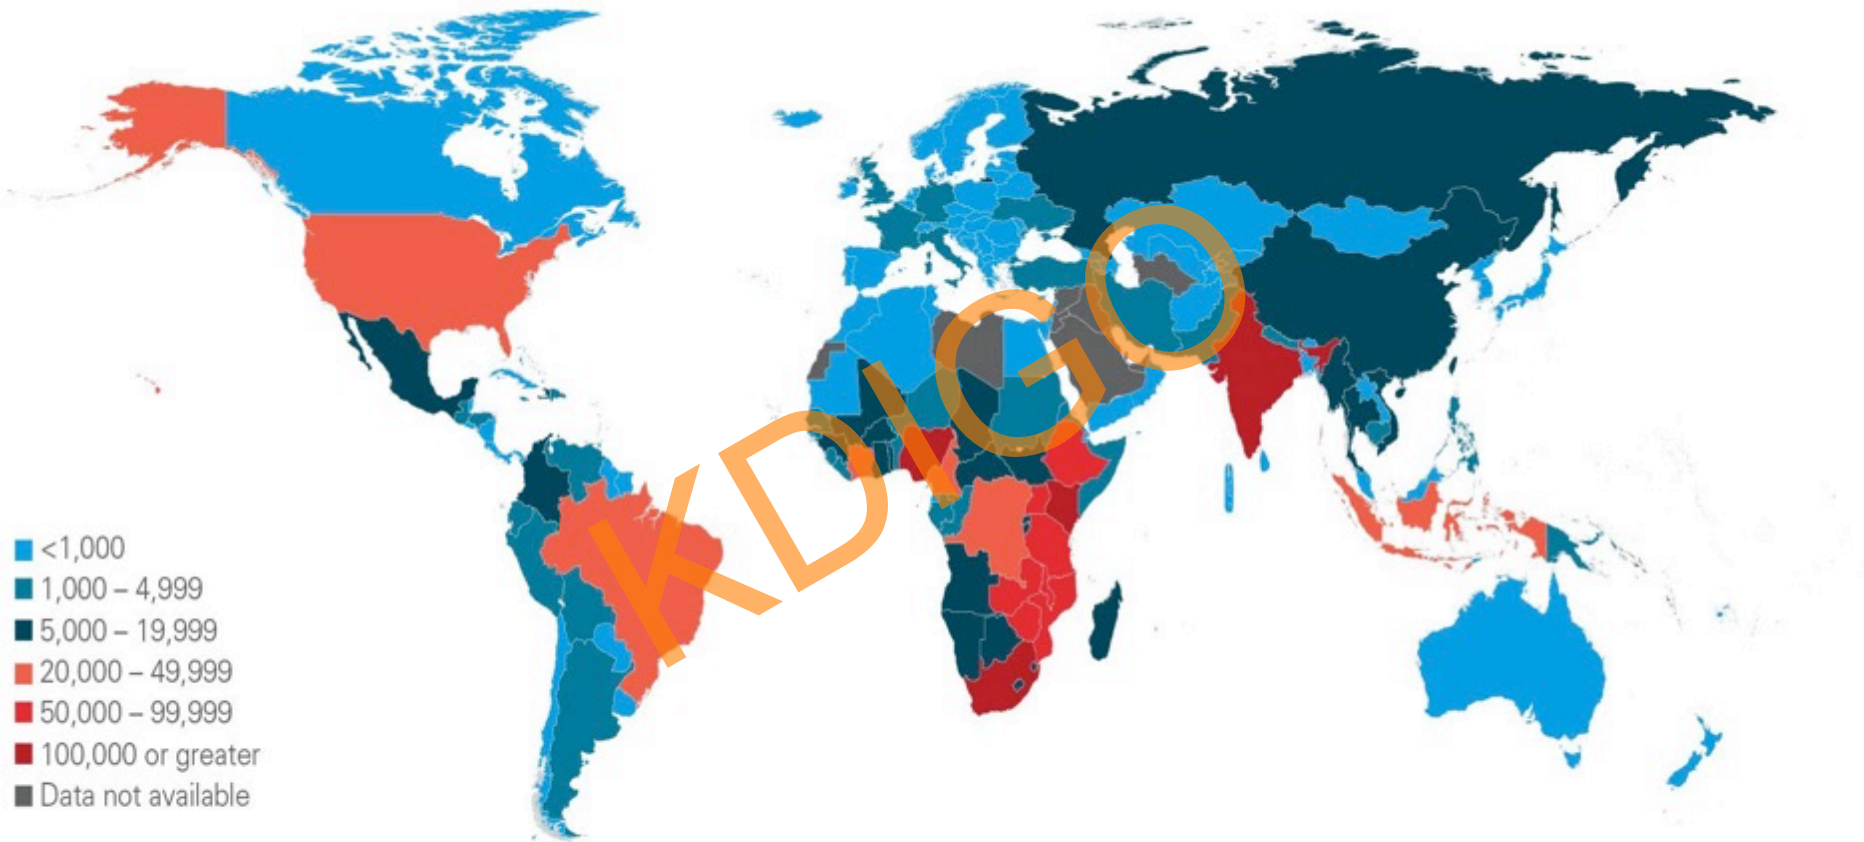 KDIGO
<1,000
1,000 – 4,999
5,000 – 19,999
20,000 – 49,999
50,000 – 99,999
100,000 or greater
Data not available